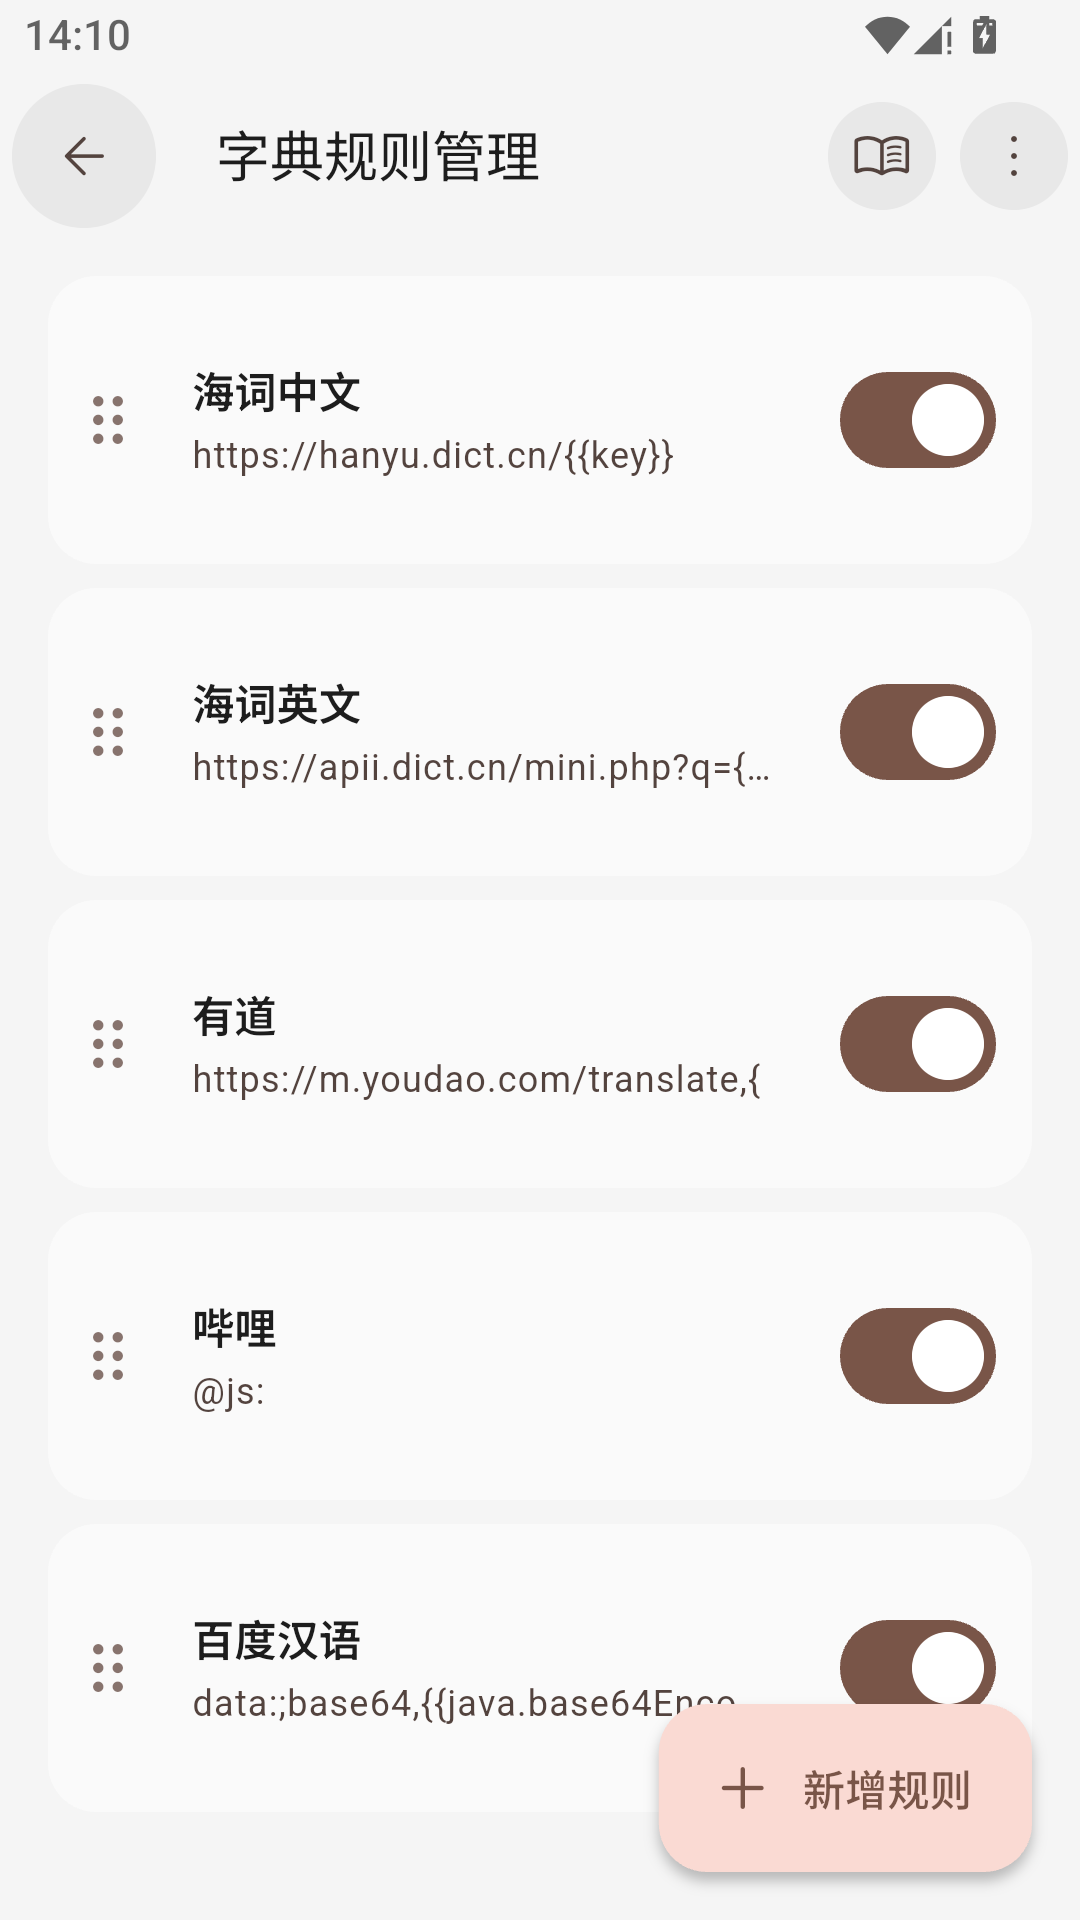 14:10
字典规则管理
海词中文
https://hanyu.dict.cn/{{key}}
海词英文
https://apii.dict.cn/mini.php?q={…
有道
https://m.youdao.com/translate,{
哔哩
@js:
百度汉语
data:;base64,{{java.base64Enco
新增规则